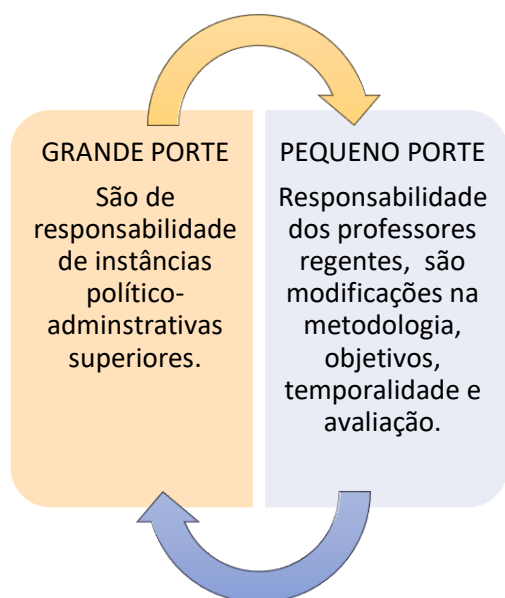 GRANDE PORTE
São de
responsabilidade
de instâncias
político-
adminstrativas
superiores.
PEQUENO PORTE
Responsabilidade
dos professores
regentes, são
modificações na
metodologia,
objetivos,
temporalidade e
avaliação.